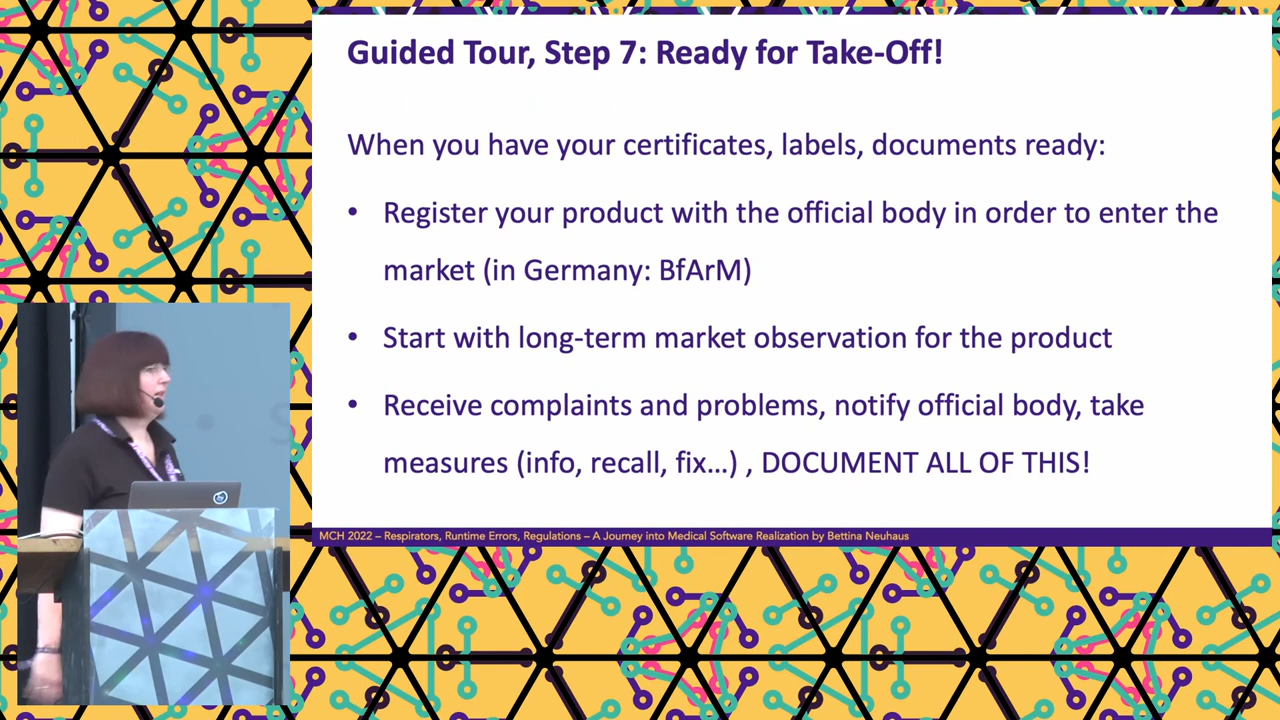 Guided Tour, Step 7: Ready for Take-Off!
When you have your certificates, labels, documents ready:
• Register your product with the official body in order to enter the
market (in Germany: BfArM)
• Start with long-term market observation for the product
• Receive complaints and problems, notify official body, take
measures (info, recall, fix...) , DOCUMENT ALL OF THIS!
MCH 2022 – Respirators, Runtime Errors, Regulations – A Journey into Medical Software Realization by Bettina Neuhaus